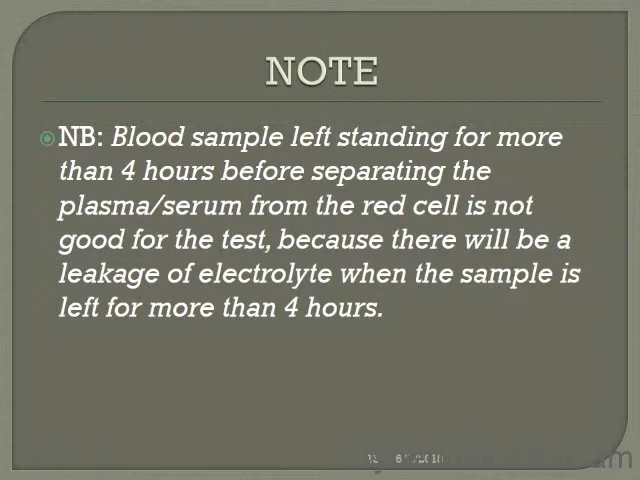 NOTE
NB: Blood sample left standing for more
than 4 hours before separating the
plasma/serum from the red cell is not
good for the test, because there will be a
leakage of electrolyte when the sample is
left for more than 4 hours.